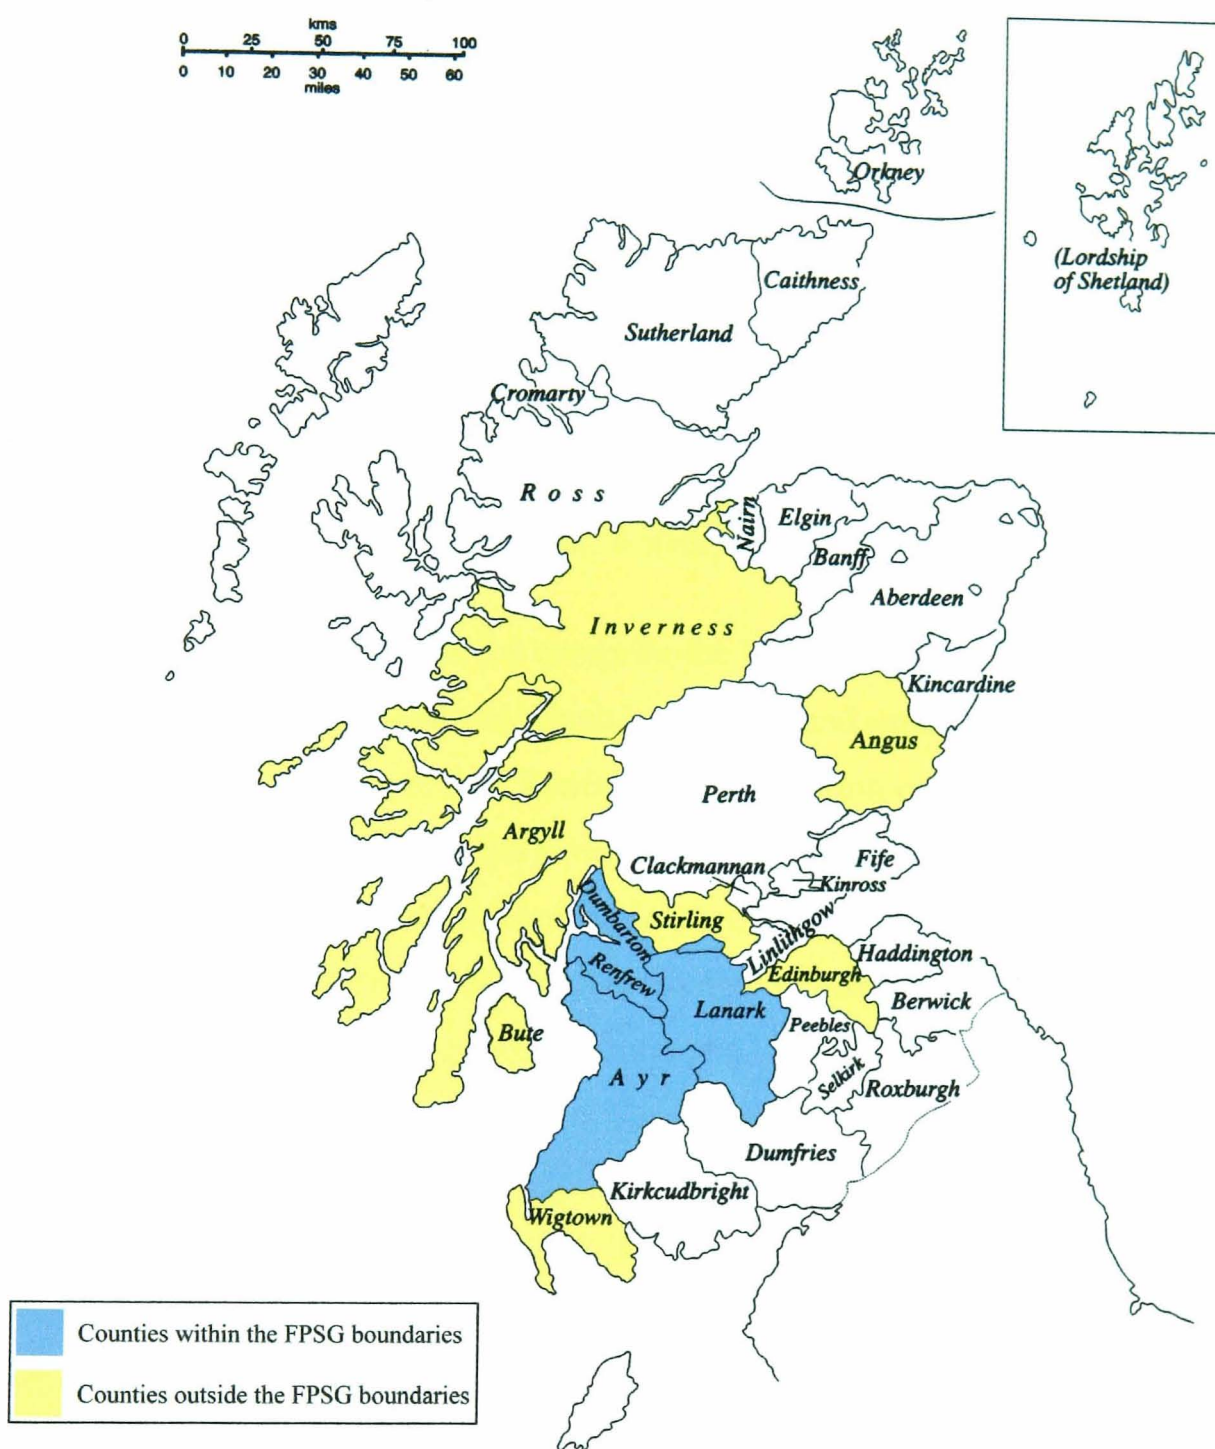 kms
0 25 50 75 100
0 10 20 30 40 50 60
miles
Orkney
(Lordship
of Shetland)
Caithness
Sutherland
Cromarty
Ross
Nairn
Elgin
Banff
Aberdeen
Inverness
Kincardine
Angus
Perth
Argyll
Clackmannan
Fife
Kinross
Dumbarton
Stirling
Linlithgow
Haddington
Edinburgh
Renfrew
Lanark
Berwick
Peebles
Bute
Ayr
Selkirk
Roxburgh
Dumfries
Kirkcudbright
Wigtown
Counties within the FPSG boundaries
Counties outside the FPSG boundaries